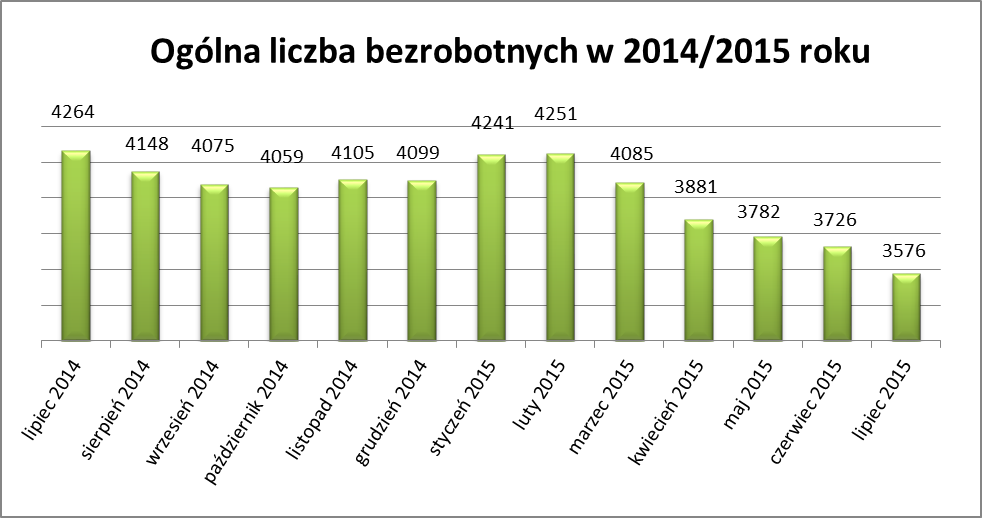 Ogólna liczba bezrobotnych w 2014/2015 roku
4264
4148
4075
4059
4105
4099
4241
4251
4085
3881
3782
3726
3576
lipiec 2014
sierpień 2014
wrzesień 2014
październik 2014
listopad 2014
grudzień 2014
styczeń 2015
luty 2015
marzec 2015
kwiecień 2015
maj 2015
czerwiec 2015
lipiec 2015